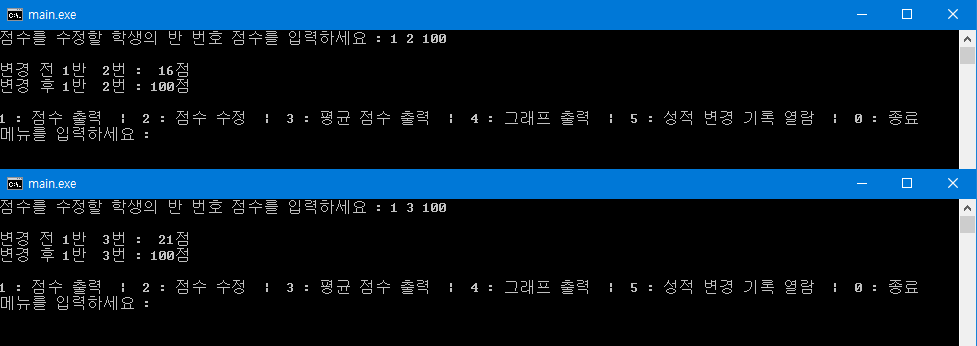 main.exe
점수를 수정할 학생의 반 번호 점수를 입력하세요 : 1 2 100
변경 전 1반  2번 :  16점
변경 후 1반  2번 : 100점
1 : 점수 출력  |  2 : 점수 수정  |  3 : 평균 점수 출력  |  4 : 그래프 출력  |  5 : 성적 변경 기록 열람  |  0 : 종료
메뉴를 입력하세요 :
main.exe
점수를 수정할 학생의 반 번호 점수를 입력하세요 : 1 3 100
변경 전 1반  3번 :  21점
변경 후 1반  3번 : 100점
1 : 점수 출력  |  2 : 점수 수정  |  3 : 평균 점수 출력  |  4 : 그래프 출력  |  5 : 성적 변경 기록 열람  |  0 : 종료
메뉴를 입력하세요 :